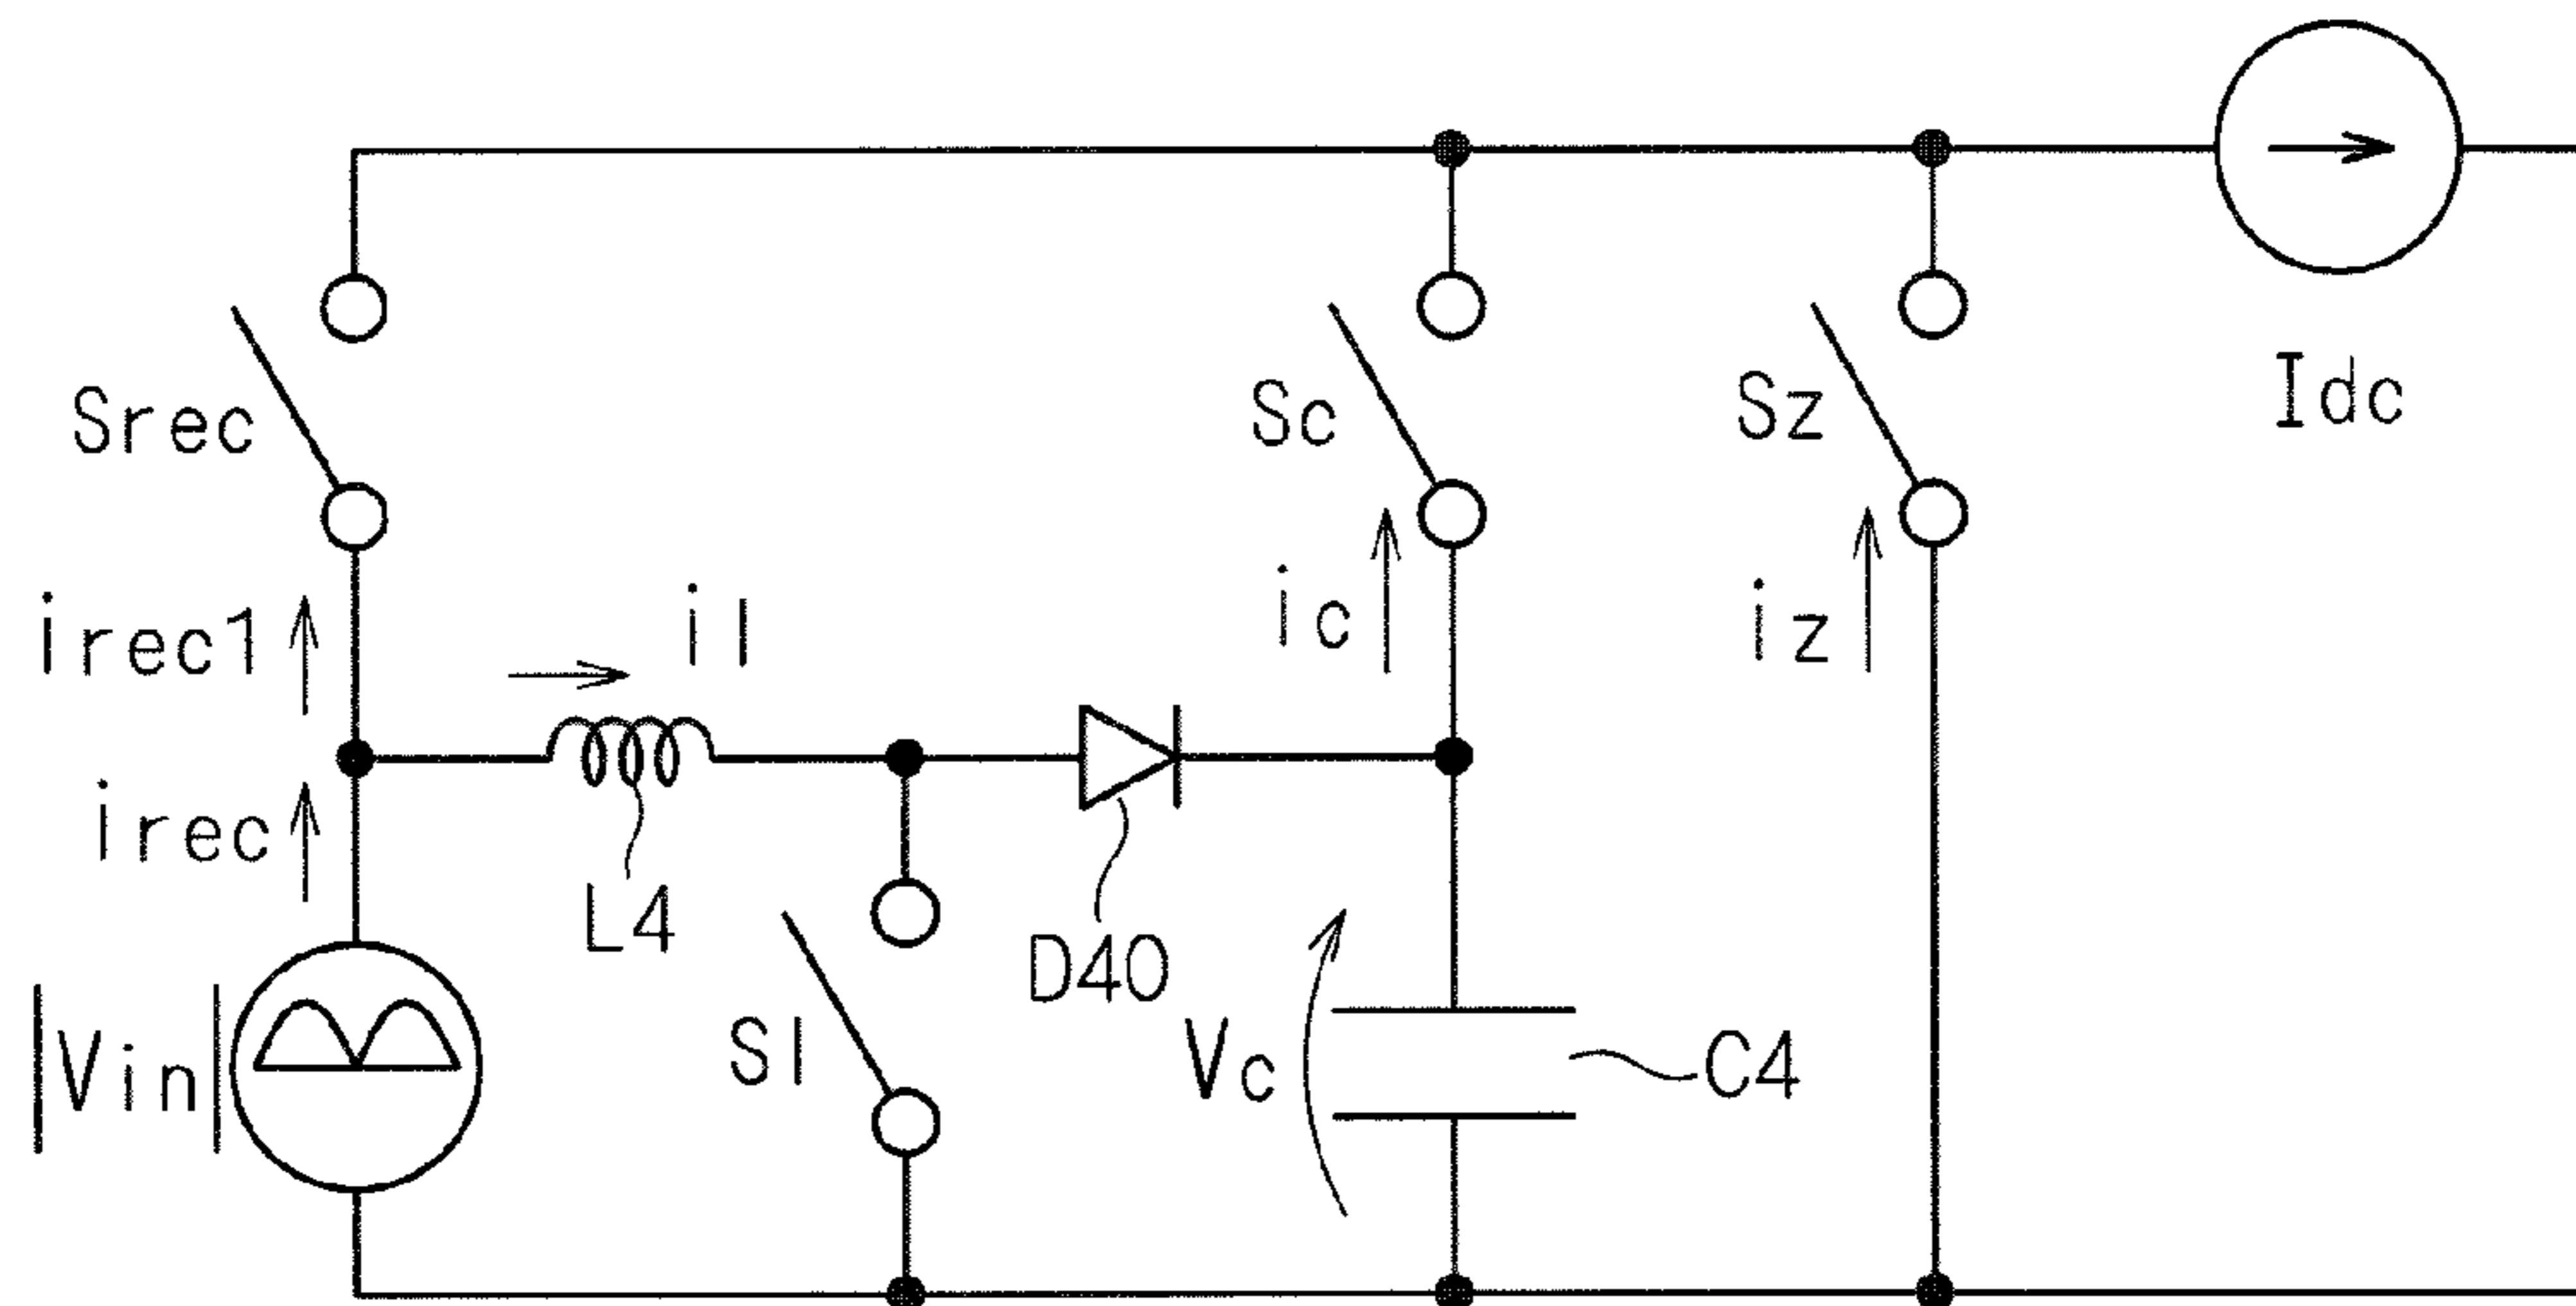 Srec
Sc
Sz
Idc
irec1
il
ic
iz
irec
L4
D40
|Vin|
Sl
Vc
C4